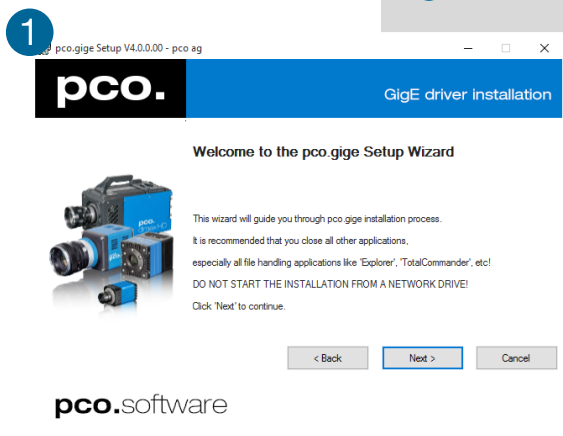 1
pco.gige Setup V4.0.0.00 - pco ag
pco.
GigE driver installation
Welcome to the pco.gige Setup Wizard
This wizard will guide you through pco.gige installation process.
It is recommended that you close all other applications,
especially all file handling applications like 'Explorer', 'TotalCommander', etc!
DO NOT START THE INSTALLATION FROM A NETWORK DRIVE!
Click 'Next' to continue.
< Back
Next >
Cancel
pco.software